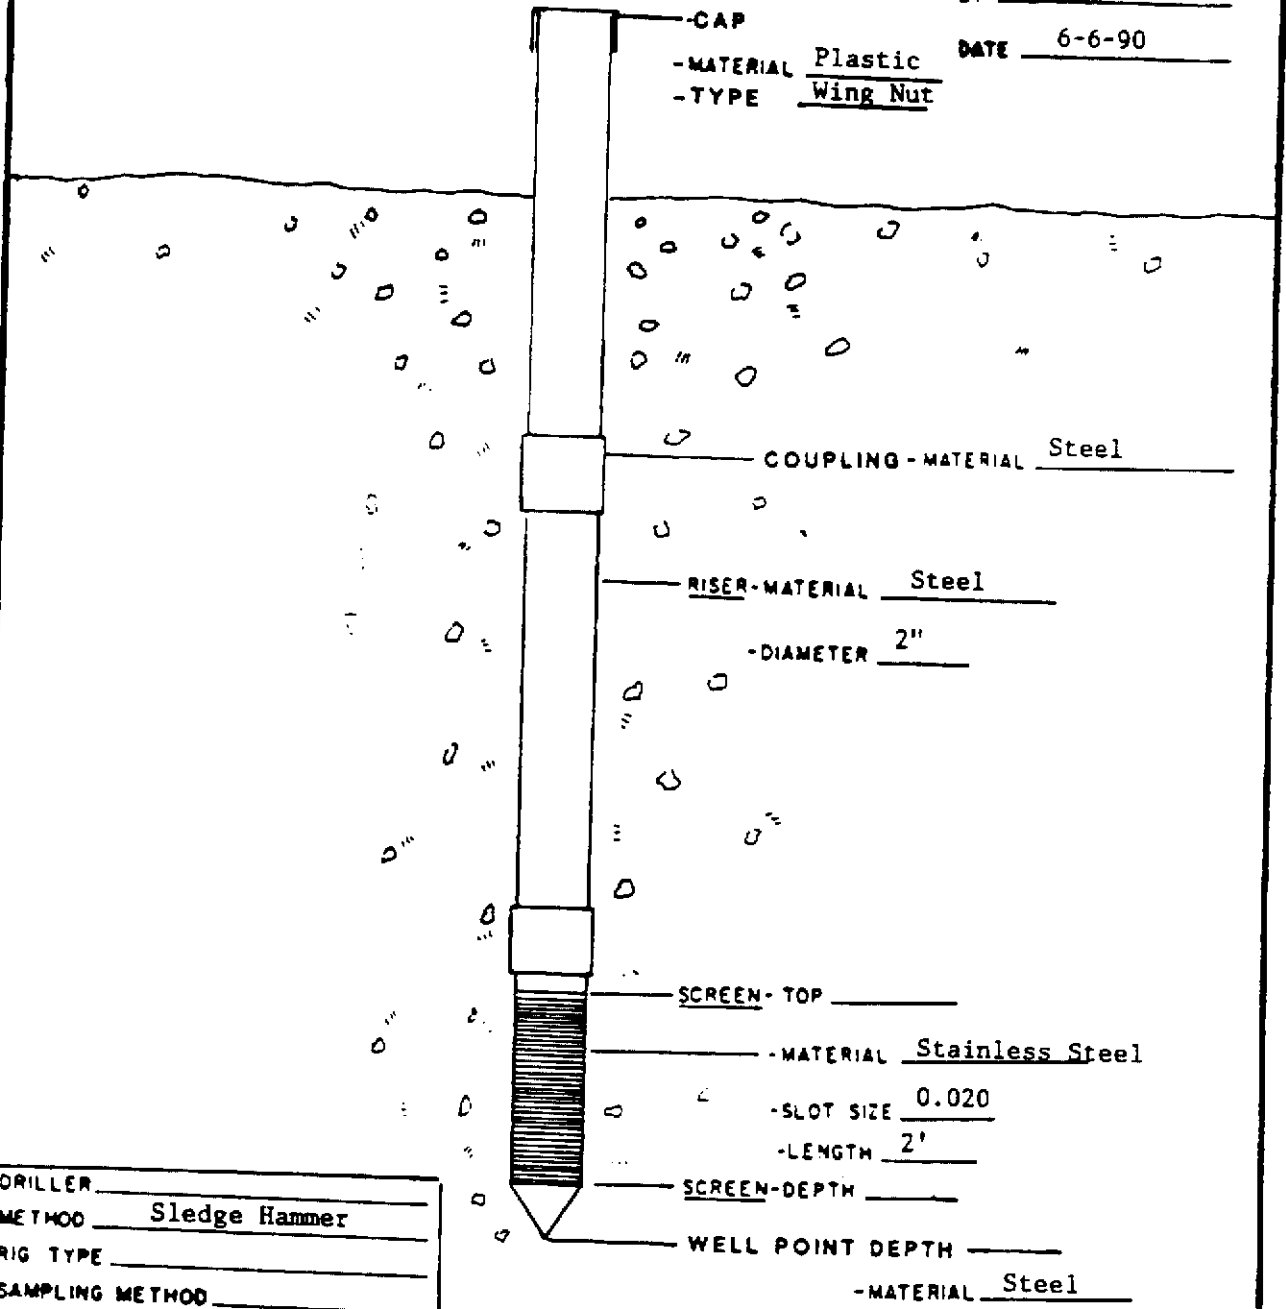 -CAP
DATE 6-6-90
-MATERIAL Plastic
-TYPE Wing Nut
COUPLING - MATERIAL Steel
RISER-MATERIAL Steel
-DIAMETER 2"
SCREEN- TOP
-MATERIAL Stainless Steel
-SLOT SIZE 0.020
-LENGTH 2'
SCREEN-DEPTH
WELL POINT DEPTH
-MATERIAL Steel
DRILLER
METHOD Sledge Hammer
RIG TYPE
SAMPLING METHOD